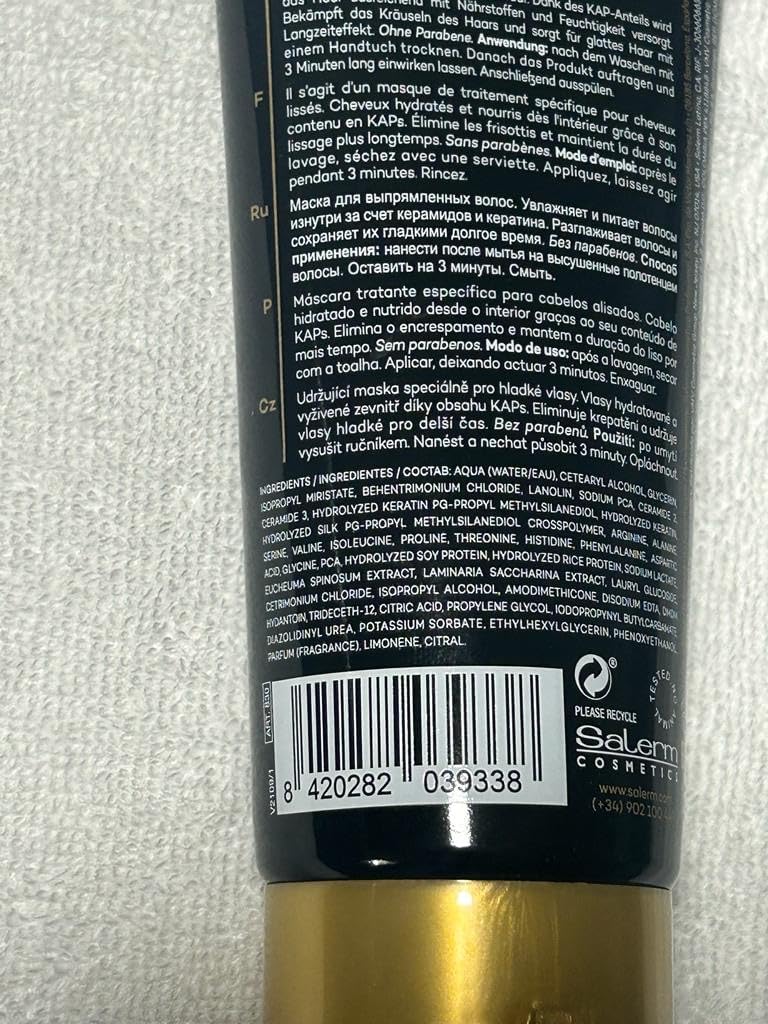 das Haar ausreichend mit Nährstoffen und Feuchtigkeit versorgt.
Bekämpft das Kräuseln des Haars und sorgt für glattes Haar mit
Langzeiteffekt. Ohne Parabene. Anwendung: nach dem Waschen mit
einem Handtuch trocknen. Danach das Produkt auftragen und
3 Minuten lang einwirken lassen. Anschließend ausspülen.
F
Il s'agit d'un masque de traitement spécifique pour cheveux
lissés. Cheveux hydratés et nourris dès l'intérieur grâce à son
contenu en KAPs. Élimine les frisottis et maintient la durée du
lissage plus longtemps. Sans parabènes. Mode d'emploi: après le
lavage, séchez avec une serviette. Appliquez, laissez agir
pendant 3 minutes. Rincez.
Ru
Маска для выпрямленных волос. Увлажняет и питает волосы
изнутри за счет керамидов и кератина. Разглаживает волосы и
сохраняет их гладкими долгое время. Без парабенов. Способ
применения: нанести после мытья на высушенные полотенцем
волосы. Оставить на 3 минуты. Смыть.
P
Máscara tratante específica para cabelos alisados. Cabelo
hidratado e nutrido desde o interior graças ao seu conteúdo de
KAPs. Elimina o encrespamento e mantem a duração do liso por
mais tempo. Sem parabenos. Modo de uso: após a lavagem, secar
com a toalha. Aplicar, deixando actuar 3 minutos. Enxaguar.
Cz
Udržující maska speciálně pro hladké vlasy. Vlasy hydratované a
vyživené zevnitř díky obsahu KAPs. Eliminuje krepatění a udržuje
vlasy hladké pro delší čas. Bez parabenů. Použití: po umytí
vysušit ručníkem. Nanést a nechat působit 3 minuty. Opláchnout.
INGREDIENTS / INGREDIENTES / СОСТАВ: AQUA (WATER/EAU), CETEARYL ALCOHOL, GLYCERIN,
ISOPROPYL MIRISTATE, BEHENTRIMONIUM CHLORIDE, LANOLIN, SODIUM PCA, CERAMIDE 2,
CERAMIDE 3, HYDROLYZED KERATIN PG-PROPYL METHYLSILANEDIOL, HYDROLYZED KERATIN,
HYDROLYZED SILK PG-PROPYL METHYLSILANEDIOL CROSSPOLYMER, ARGININE, ALANINE,
SERINE, VALINE, ISOLEUCINE, PROLINE, THREONINE, HISTIDINE, PHENYLALANINE, ASPARTIC
ACID, GLYCINE, PCA, HYDROLYZED SOY PROTEIN, HYDROLYZED RICE PROTEIN, SODIUM LACTATE,
EUCHEUMA SPINOSUM EXTRACT, LAMINARIA SACCHARINA EXTRACT, LAURYL GLUCOSIDE,
CETRIMONIUM CHLORIDE, ISOPROPYL ALCOHOL, AMODIMETHICONE, DISODIUM EDTA, DMDM
HYDANTOIN, TRIDECETH-12, CITRIC ACID, PROPYLENE GLYCOL, IODOPROPYNYL BUTYLCARBAMATE,
DIAZOLIDINYL UREA, POTASSIUM SORBATE, ETHYLHEXYLGLYCERIN, PHENOXYETHANOL,
PARFUM (FRAGRANCE), LIMONENE, CITRAL.
ART. 830
V2109/1
8 420282 039338
PLEASE RECYCLE
Salerm
COSMETICS
www.salerm.com
(+34) 902 100